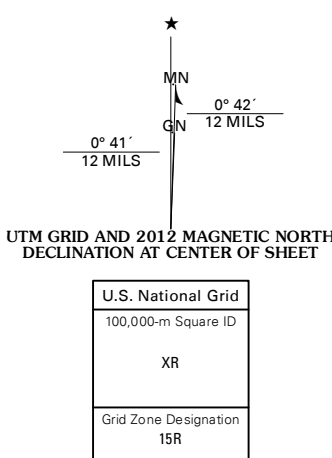 ★
MN
0° 42´
12 MILS
GN
0° 41´
12 MILS
UTM GRID AND 2012 MAGNETIC NORTH
DECLINATION AT CENTER OF SHEET
U.S. National Grid
100,000-m Square ID
XR
Grid Zone Designation
15R